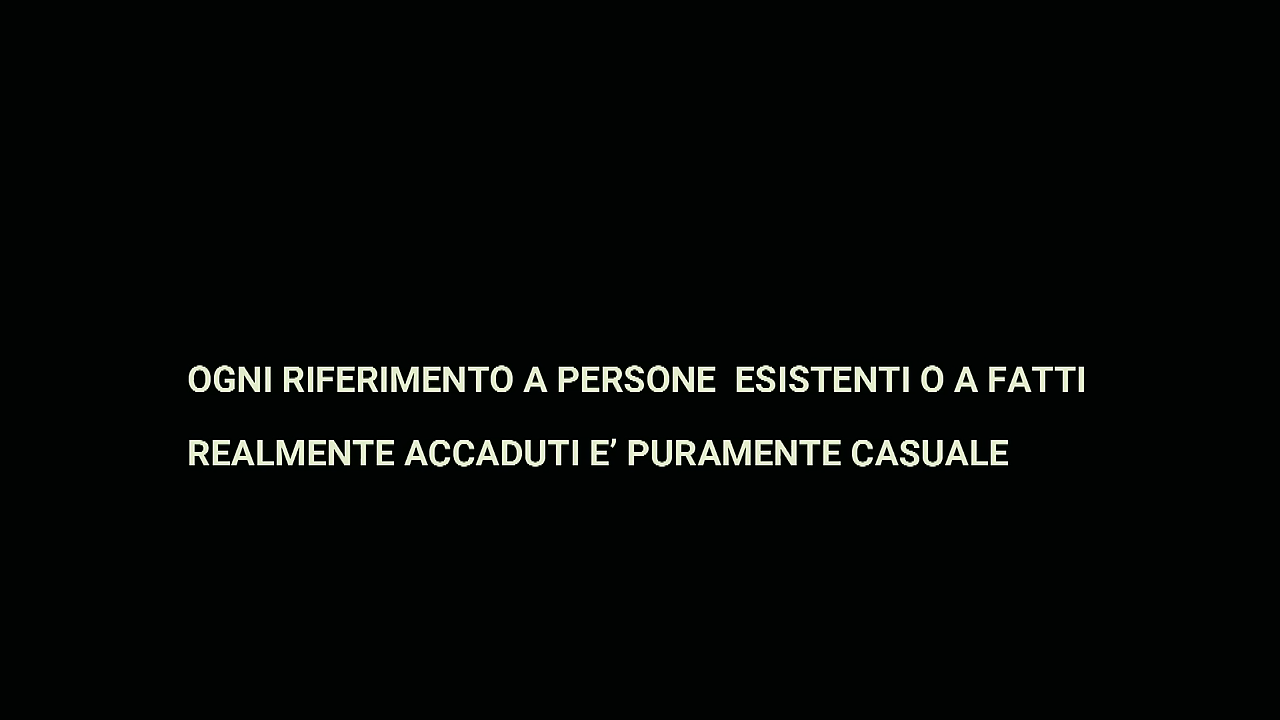 OGNI RIFERIMENTO A PERSONE  ESISTENTI O A FATTI
REALMENTE ACCADUTI E’ PURAMENTE CASUALE